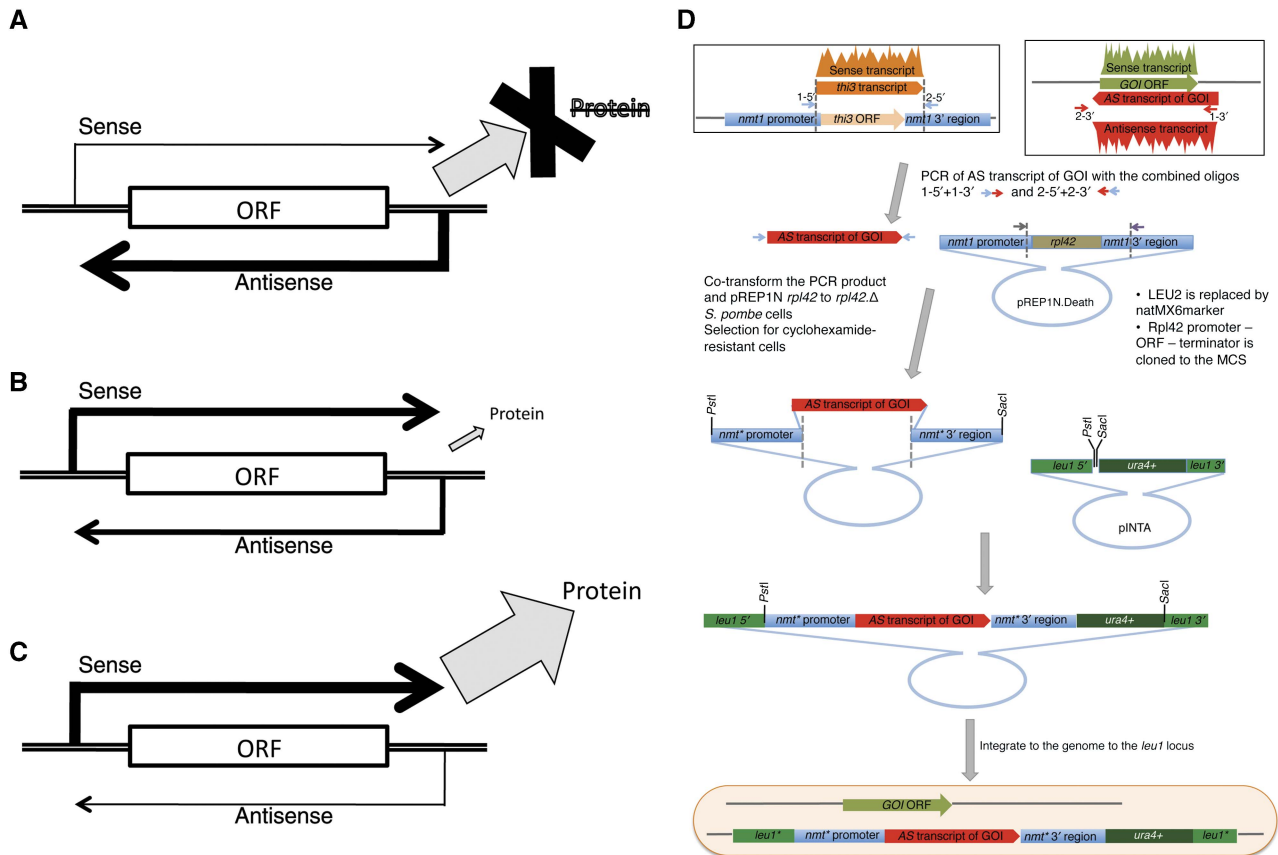 A
Sense
Protein
ORF
Antisense
B
Sense
Protein
ORF
Antisense
C
Sense
Protein
ORF
Antisense
D
Sense transcript
thi3 transcript
1-5′
2-5′
nmt1 promoter
thi3 ORF
nmt1 3′ region
Sense transcript
GOI ORF
AS transcript of GOI
2-3′
1-3′
Antisense transcript
PCR of AS transcript of GOI with the combined oligos
1-5′+1-3′ and 2-5′+2-3′
AS transcript of GOI
nmt1 promoter
rpl42
nmt1 3′ region
pREP1N.Death
Co-transform the PCR product
and pREP1N rpl42 to rpl42.Δ
S. pombe cells
Selection for cyclohexamide-
resistant cells
• LEU2 is replaced by
natMX6marker
• Rpl42 promoter –
ORF – terminator is
cloned to the MCS
PstI
AS transcript of GOI
SacI
nmt* promoter
nmt* 3′ region
PstI
SacI
leu1 5′
ura4+
leu1 3′
pINTA
PstI
SacI
leu1 5′
nmt* promoter
AS transcript of GOI
nmt* 3′ region
ura4+
leu1 3′
Integrate to the genome to the leu1 locus
GOI ORF
leu1*
nmt* promoter
AS transcript of GOI
nmt* 3′ region
ura4+
leu1*